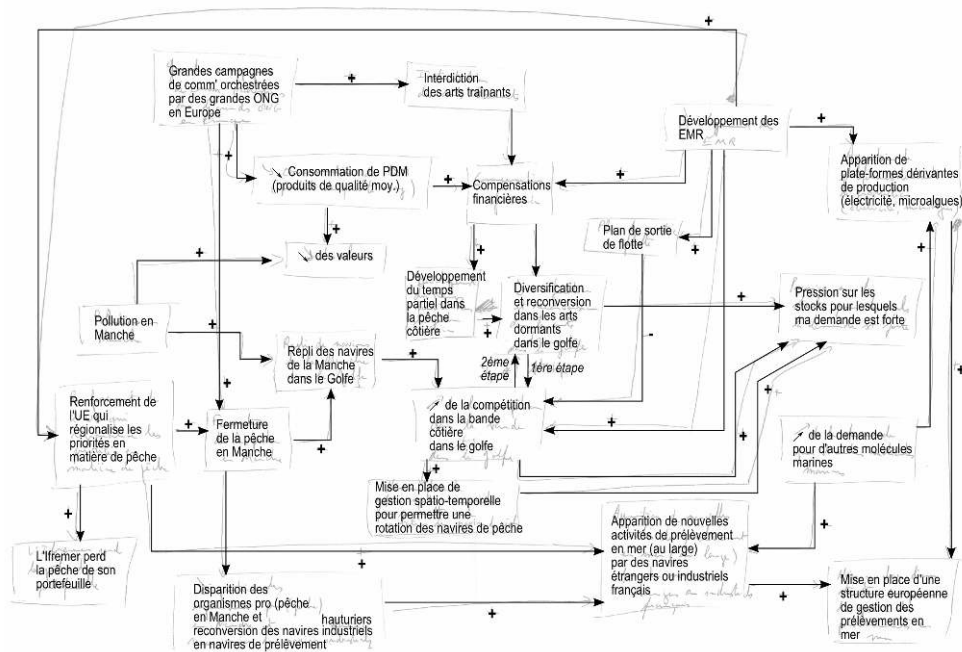 Grandes campagnes
de comm' orchestrées
par des grandes ONG
en Europe
Interdiction
des arts traînants
Développement des
EMR
Apparition de
plate-formes dérivantes
de production
(électricité, microalgues)
↘ Consommtation de PDM
(produits de qualité moy.)
Compensations
financières
Plan de sortie
de flotte
↘ des valeurs
Développement
du temps
partiel dans
la pêche
côtière
Diversification
et reconversion
dans les arts
dormants
dans le golfe
Pression sur les
stocks pour lesquels
ma demande est forte
Pollution en
Manche
Répli des navires
de la Manche
dans le Golfe
2ème
étape
1ère étape
Renforcement de
l'UE qui
régionalise les
priorités en
matière de pêche
Fermeture
de la pêche
en Manche
↗ de la compétition
dans la bande
côtière
dans le golfe
↗ de la demande
pour d'autres molécules
marines
Mise en place de
gestion spatio-temporelle
pour permettre une
rotation des navires de pêche
Apparition de nouvelles
activités de prélèvement
en mer (au large)
par des navires
étrangers ou industriels
français
L'Ifremer perd
la pêche de son
portefeuille
Disparition des
organismes pro (pêche
en Manche et hauturiers
reconversion des navires industriels
en navires de prélèvement
Mise en place d'une
structure européenne
de gestion des
prélèvements en
mer